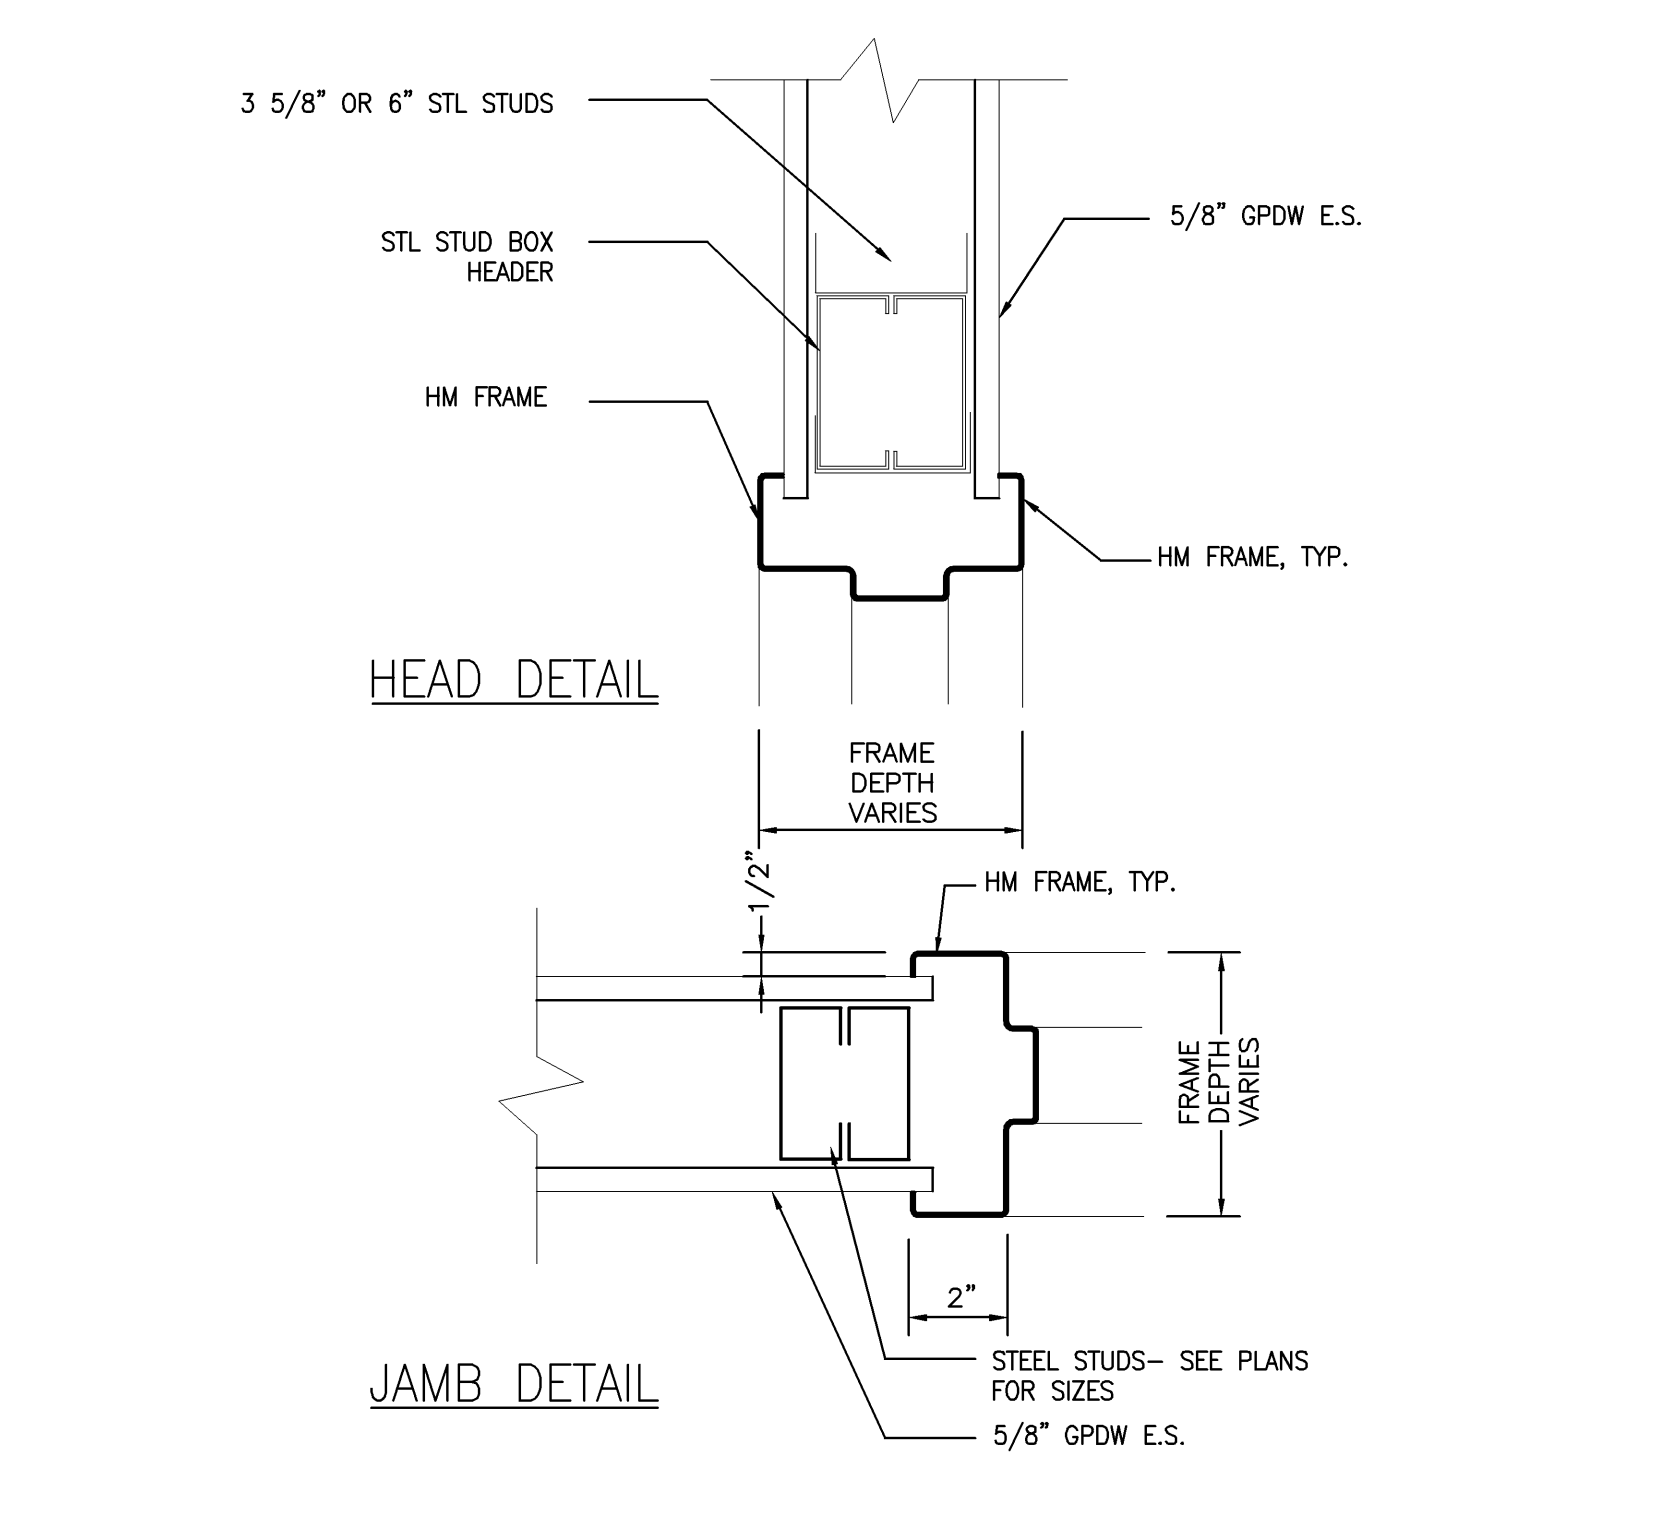 3 5/8" OR 6" STL STUDS
5/8" GPDW E.S.
STL STUD BOX
HEADER
HM FRAME
HM FRAME, TYP.
HEAD DETAIL
FRAME
DEPTH
VARIES
1/2"
HM FRAME, TYP.
FRAME
DEPTH
VARIES
2"
STEEL STUDS- SEE PLANS
FOR SIZES
JAMB DETAIL
5/8" GPDW E.S.